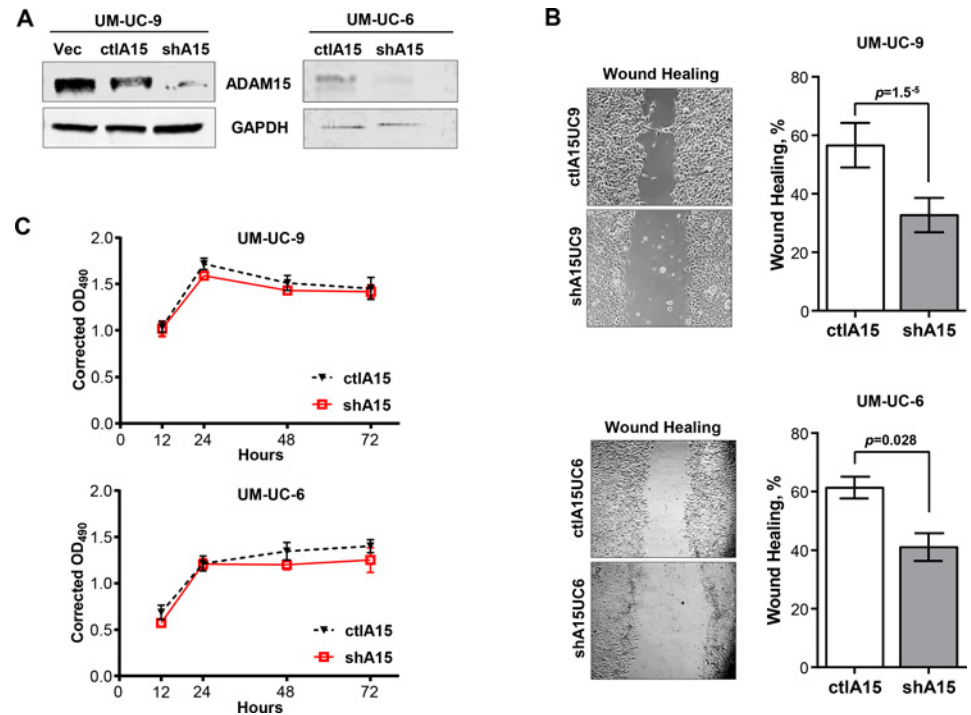 A
UM-UC-9
UM-UC-6
Vec ctlA15 shA15
ctlA15 shA15
ADAM15
GAPDH
B
UM-UC-9
Wound Healing
ctlA15UC9
shA15UC9
Wound Healing, %
80
60
40
20
0
p=1.5-5
ctlA15 shA15
UM-UC-6
Wound Healing
ctlA15UC6
shA15UC6
Wound Healing, %
80
60
40
20
0
p=0.028
ctlA15 shA15
C
UM-UC-9
Corrected OD490
2.0
1.5
1.0
0.5
0.0
ctlA15
shA15
0 12 24 48 72
Hours
UM-UC-6
Corrected OD490
2.0
1.5
1.0
0.5
0.0
ctlA15
shA15
0 12 24 48 72
Hours